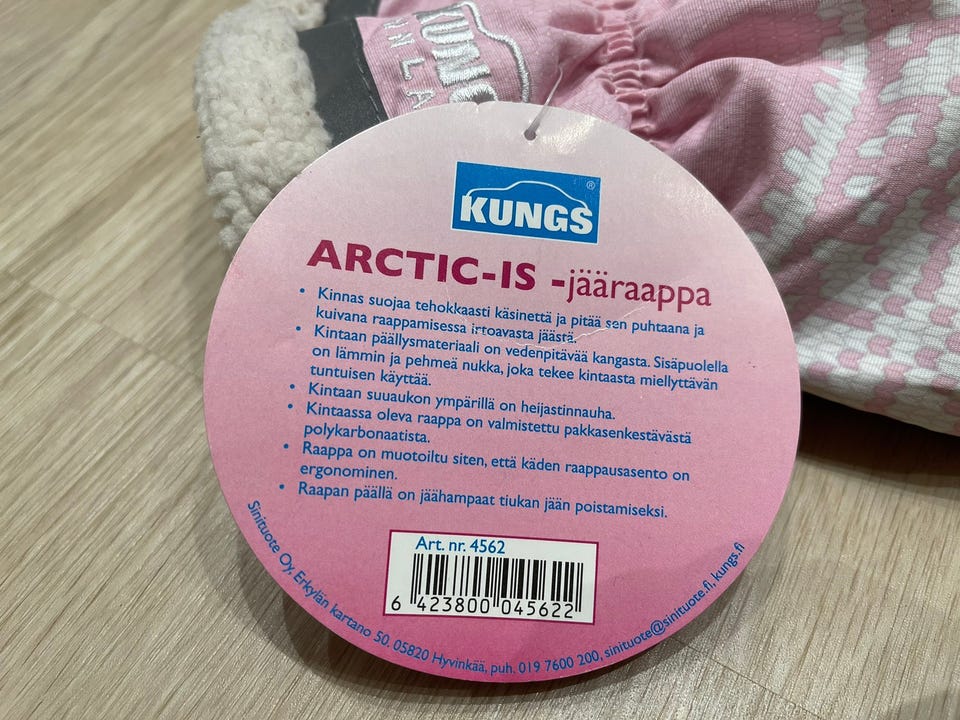 KUNGS
INLA
KUNGS®
ARCTIC-IS -jääraappa
• Kinnas suojaa tehokkaasti käsinettä ja pitää sen puhtaana ja
kuivana raappamisessa irtoavasta jäästä.
• Kintaan päällysmateriaali on vedenpitävää kangasta. Sisäpuolella
on lämmin ja pehmeä nukka, joka tekee kintaasta miellyttävän
tuntuisen käyttää.
• Kintaan suuaukon ympärillä on heijastinnauha.
• Kintaassa oleva raappa on valmistettu pakkasenkestävästä
polykarbonaatista.
• Raappa on muotoiltu siten, että käden raappausasento on
ergonominen.
• Raapan päällä on jäähampaat tiukan jään poistamiseksi.
Art. nr. 4562
6 423800 045622
Sinituote Oy, Erkylän kartano 50, 05820 Hyvinkää, puh. 019 7600 200, sinituote@sinituote.fi, kungs.fi